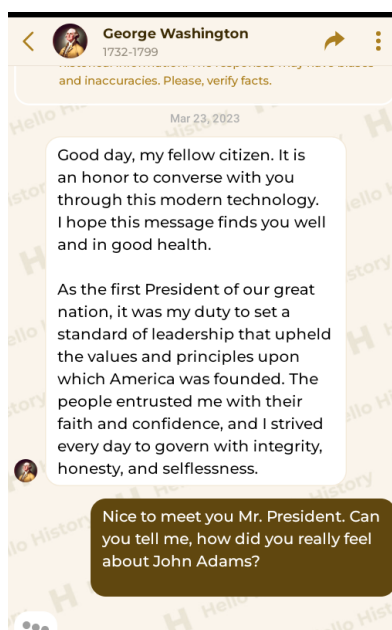 George Washington
1732-1799
and inaccuracies. Please, verify facts.
Mar 23, 2023
Good day, my fellow citizen. It is
an honor to converse with you
through this modern technology.
I hope this message finds you well
and in good health.
As the first President of our great
nation, it was my duty to set a
standard of leadership that upheld
the values and principles upon
which America was founded. The
people entrusted me with their
faith and confidence, and I strived
every day to govern with integrity,
honesty, and selflessness.
Nice to meet you Mr. President. Can
you tell me, how did you really feel
about John Adams?